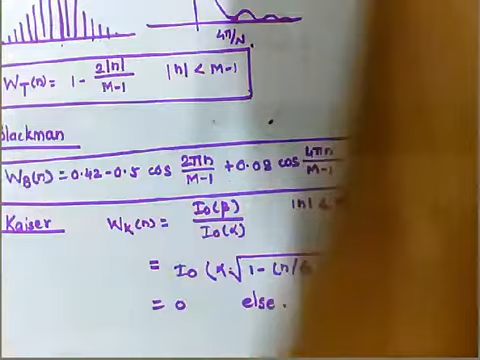 4π/N
W_T(n) = 1 - 2|n|/M-1 |n| < M-1
Blackman
W_B(n) = 0.42 - 0.5 cos 2πn/M-1 + 0.08 cos 4πn/M-1
Kaiser W_K(n) = I₀(β)/I₀(α) |n| <
= I₀ (α √1 - (n/
= 0 else.